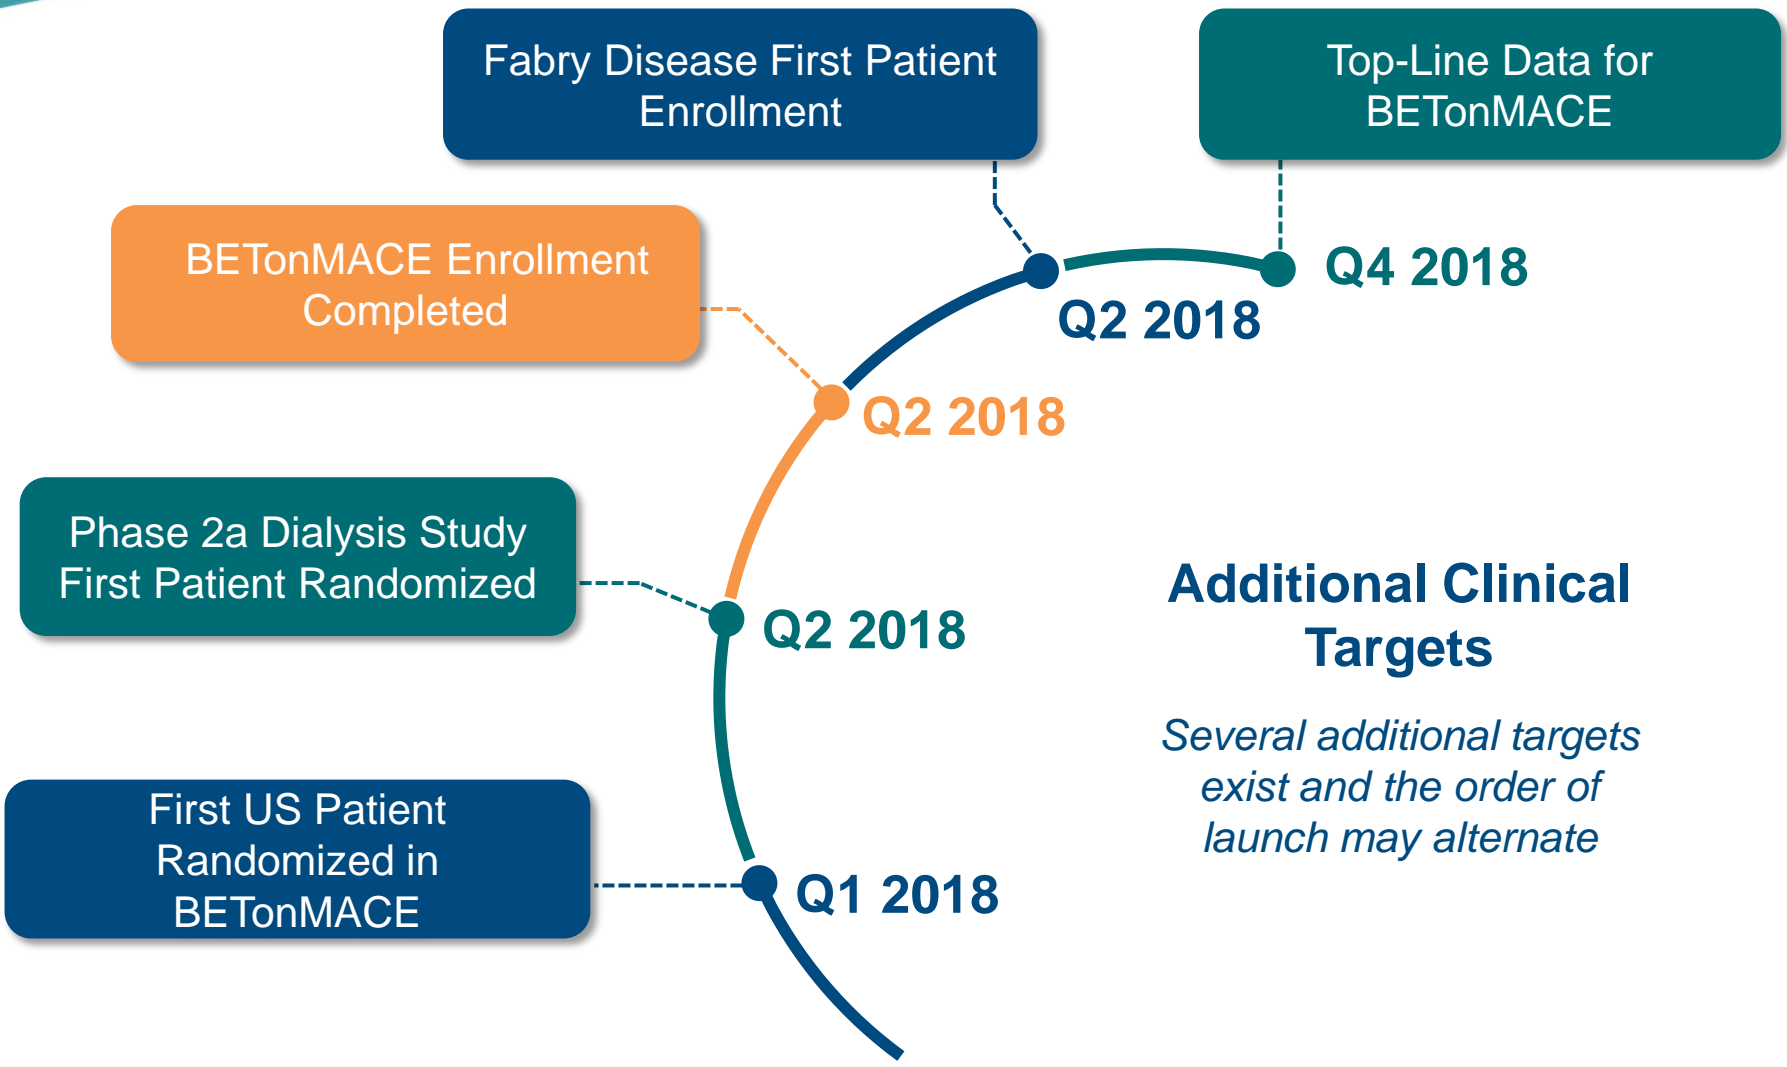 Fabry Disease First Patient
Enrollment
Top-Line Data for
BETonMACE
Q4 2018
Q2 2018
BETonMACE Enrollment
Completed
Q2 2018
Phase 2a Dialysis Study
First Patient Randomized
Q2 2018
Additional Clinical
Targets
Several additional targets
exist and the order of
launch may alternate
First US Patient
Randomized in
BETonMACE
Q1 2018